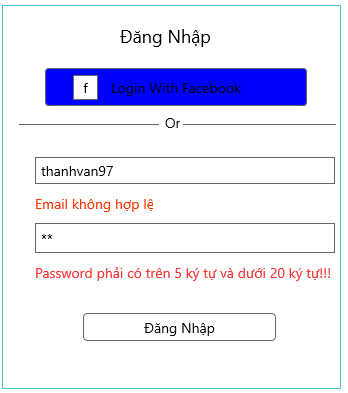 Đăng Nhập
f Login With Facebook
Or
thanhvan97
Email không hợp lệ
**
Password phải có trên 5 ký tự và dưới 20 ký tự!!!
Đăng Nhập